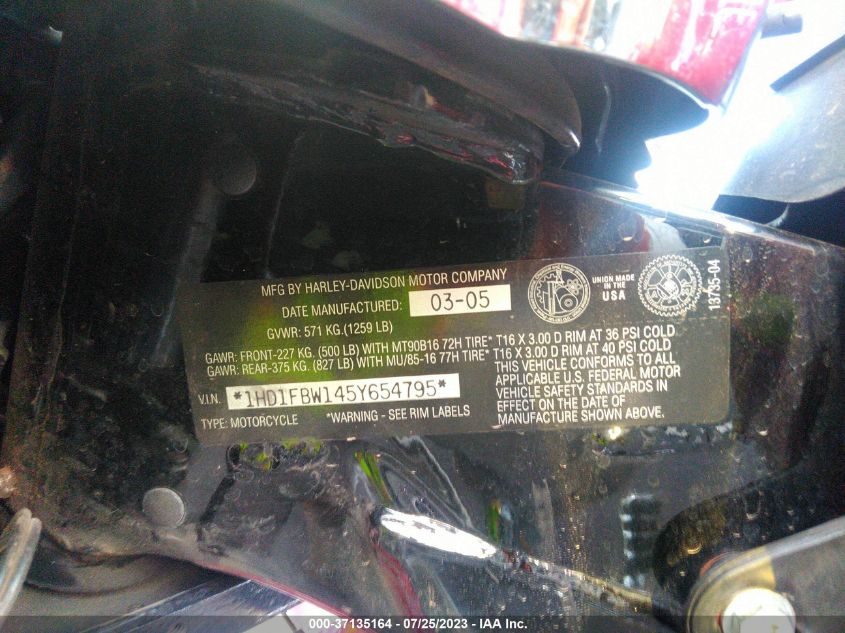 MFG BY HARLEY-DAVIDSON MOTOR COMPANY
DATE MANUFACTURED: 03-05
GVWR: 571 KG.(1259 LB)
GAWR: FRONT-227 KG. (500 LB) WITH MT90B16 72H TIRE* T16 X 3.00 D RIM AT 36 PSI COLD
GAWR: REAR-375 KG. (827 LB) WITH MU/85-16 77H TIRE* T16 X 3.00 D RIM AT 40 PSI COLD
V.I.N. *1HD1FBW145Y654795*
TYPE: MOTORCYCLE *WARNING - SEE RIM LABELS
THIS VEHICLE CONFORMS TO ALL
APPLICABLE U.S. FEDERAL MOTOR
VEHICLE SAFETY STANDARDS IN
EFFECT ON THE DATE OF
MANUFACTURE SHOWN ABOVE.
UNION MADE
IN THE
USA
13735-04
000-37135164 / 07/25/2023 - IAA Inc.